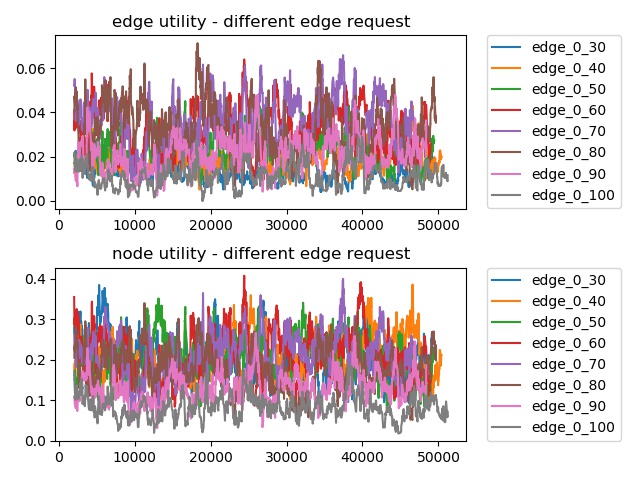 edge utility - different edge request
0.06
0.04
0.02
0.00
0 10000 20000 30000 40000 50000
edge_0_30
edge_0_40
edge_0_50
edge_0_60
edge_0_70
edge_0_80
edge_0_90
edge_0_100
node utility - different edge request
0.4
0.3
0.2
0.1
0.0
0 10000 20000 30000 40000 50000
edge_0_30
edge_0_40
edge_0_50
edge_0_60
edge_0_70
edge_0_80
edge_0_90
edge_0_100